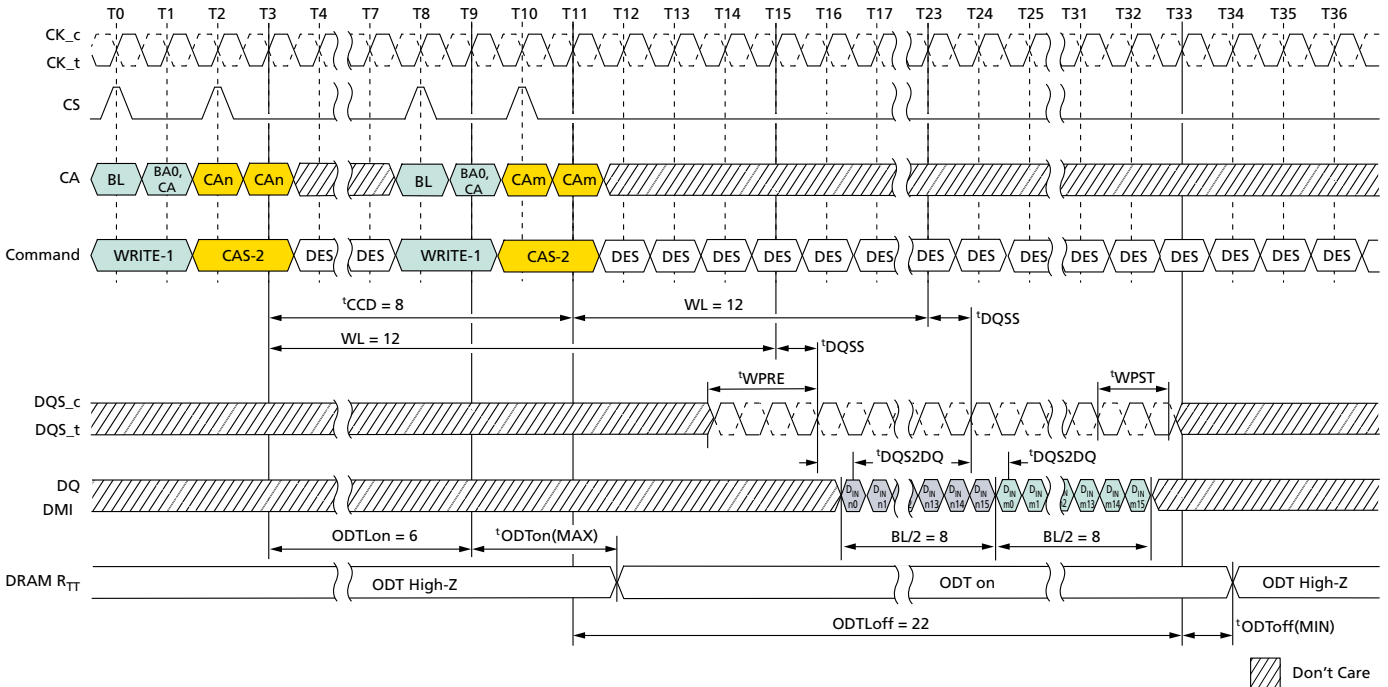 T0 T1 T2 T3 T4 T7 T8 T9 T10 T11 T12 T13 T14 T15 T16 T17 T23 T24 T25 T31 T32 T33 T34 T35 T36
CK_c
CK_t
CS
CA BL BA0, CA CAn CAn BL BA0, CA CAm CAm
Command WRITE-1 CAS-2 DES DES WRITE-1 CAS-2 DES DES DES DES DES DES DES DES DES DES DES DES DES DES DES
tCCD = 8 WL = 12 tDQSS
WL = 12 tDQSS
tWPRE tWPST
DQS_c
DQS_t
tDQS2DQ tDQS2DQ
DQ
DMI
DIN n0 DIN n1 DIN n13 DIN n14 DIN n15 DIN m0 DIN m1 DIN m13 DIN m14 DIN m15
ODTLon = 6 tODTon(MAX) BL/2 = 8 BL/2 = 8
DRAM RTT ODT High-Z ODT on ODT High-Z
ODTLoff = 22 tODToff(MIN)
Don't Care